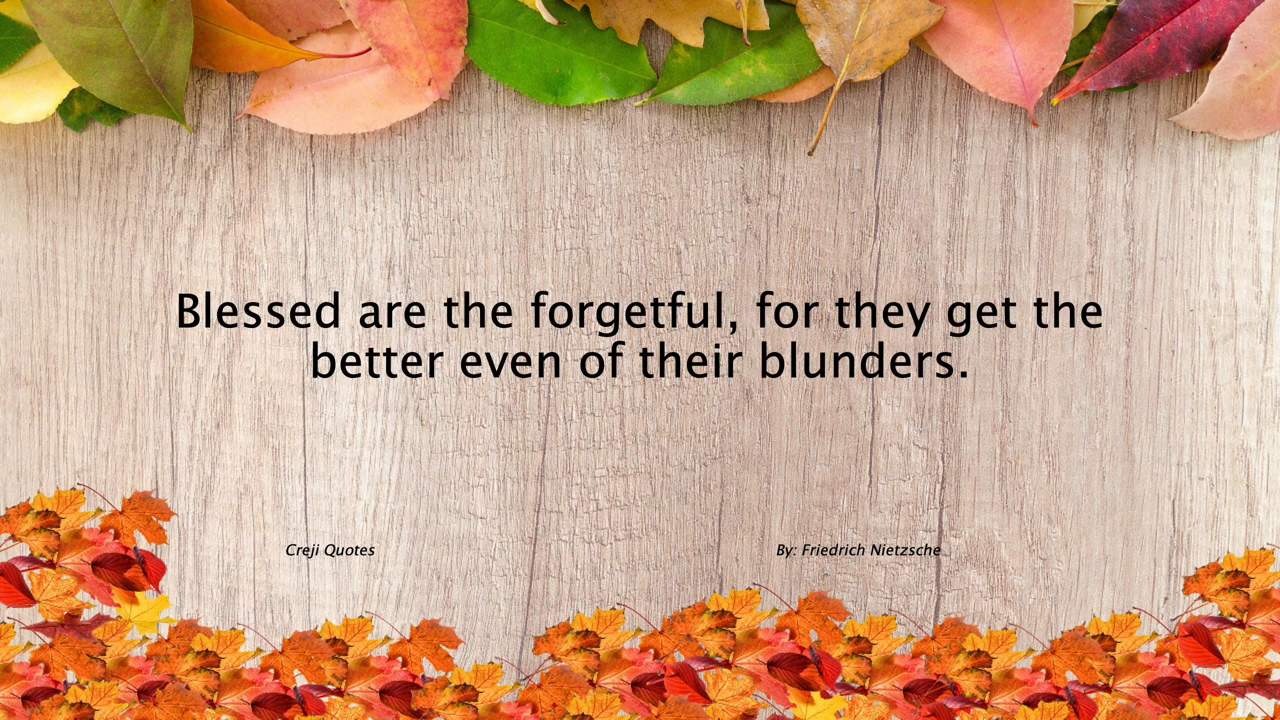 Blessed are the forgetful, for they get the
better even of their blunders.
Creji Quotes
By: Friedrich Nietzsche